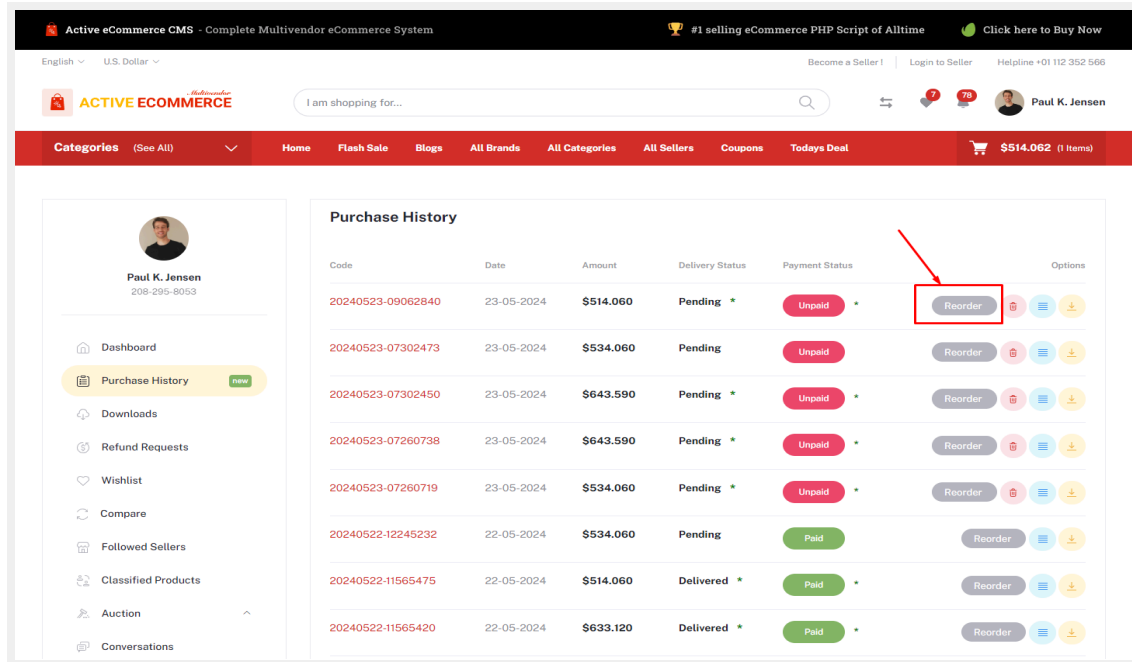 Active eCommerce CMS - Complete Multivendor eCommerce System #1 selling eCommerce PHP Script of Alltime Click here to Buy Now
English U.S. Dollar Become a Seller ! Login to Seller Helpline +01 112 352 566
Multivendor
ACTIVE ECOMMERCE I am shopping for... 7 78 Paul K. Jensen
Categories (See All) Home Flash Sale Blogs All Brands All Categories All Sellers Coupons Todays Deal $514.062 (1 Items)
Paul K. Jensen
208-295-8053
Dashboard
Purchase History new
Downloads
Refund Requests
Wishlist
Compare
Followed Sellers
Classified Products
Auction
Conversations
Purchase History
Code Date Amount Delivery Status Payment Status Options
20240523-09062840 23-05-2024 $514.060 Pending * Unpaid * Reorder
20240523-07302473 23-05-2024 $534.060 Pending Unpaid Reorder
20240523-07302450 23-05-2024 $643.590 Pending * Unpaid * Reorder
20240523-07260738 23-05-2024 $643.590 Pending * Unpaid * Reorder
20240523-07260719 23-05-2024 $534.060 Pending * Unpaid * Reorder
20240522-12245232 22-05-2024 $534.060 Pending Paid Reorder
20240522-11565475 22-05-2024 $514.060 Delivered * Paid * Reorder
20240522-11565420 22-05-2024 $633.120 Delivered * Paid * Reorder